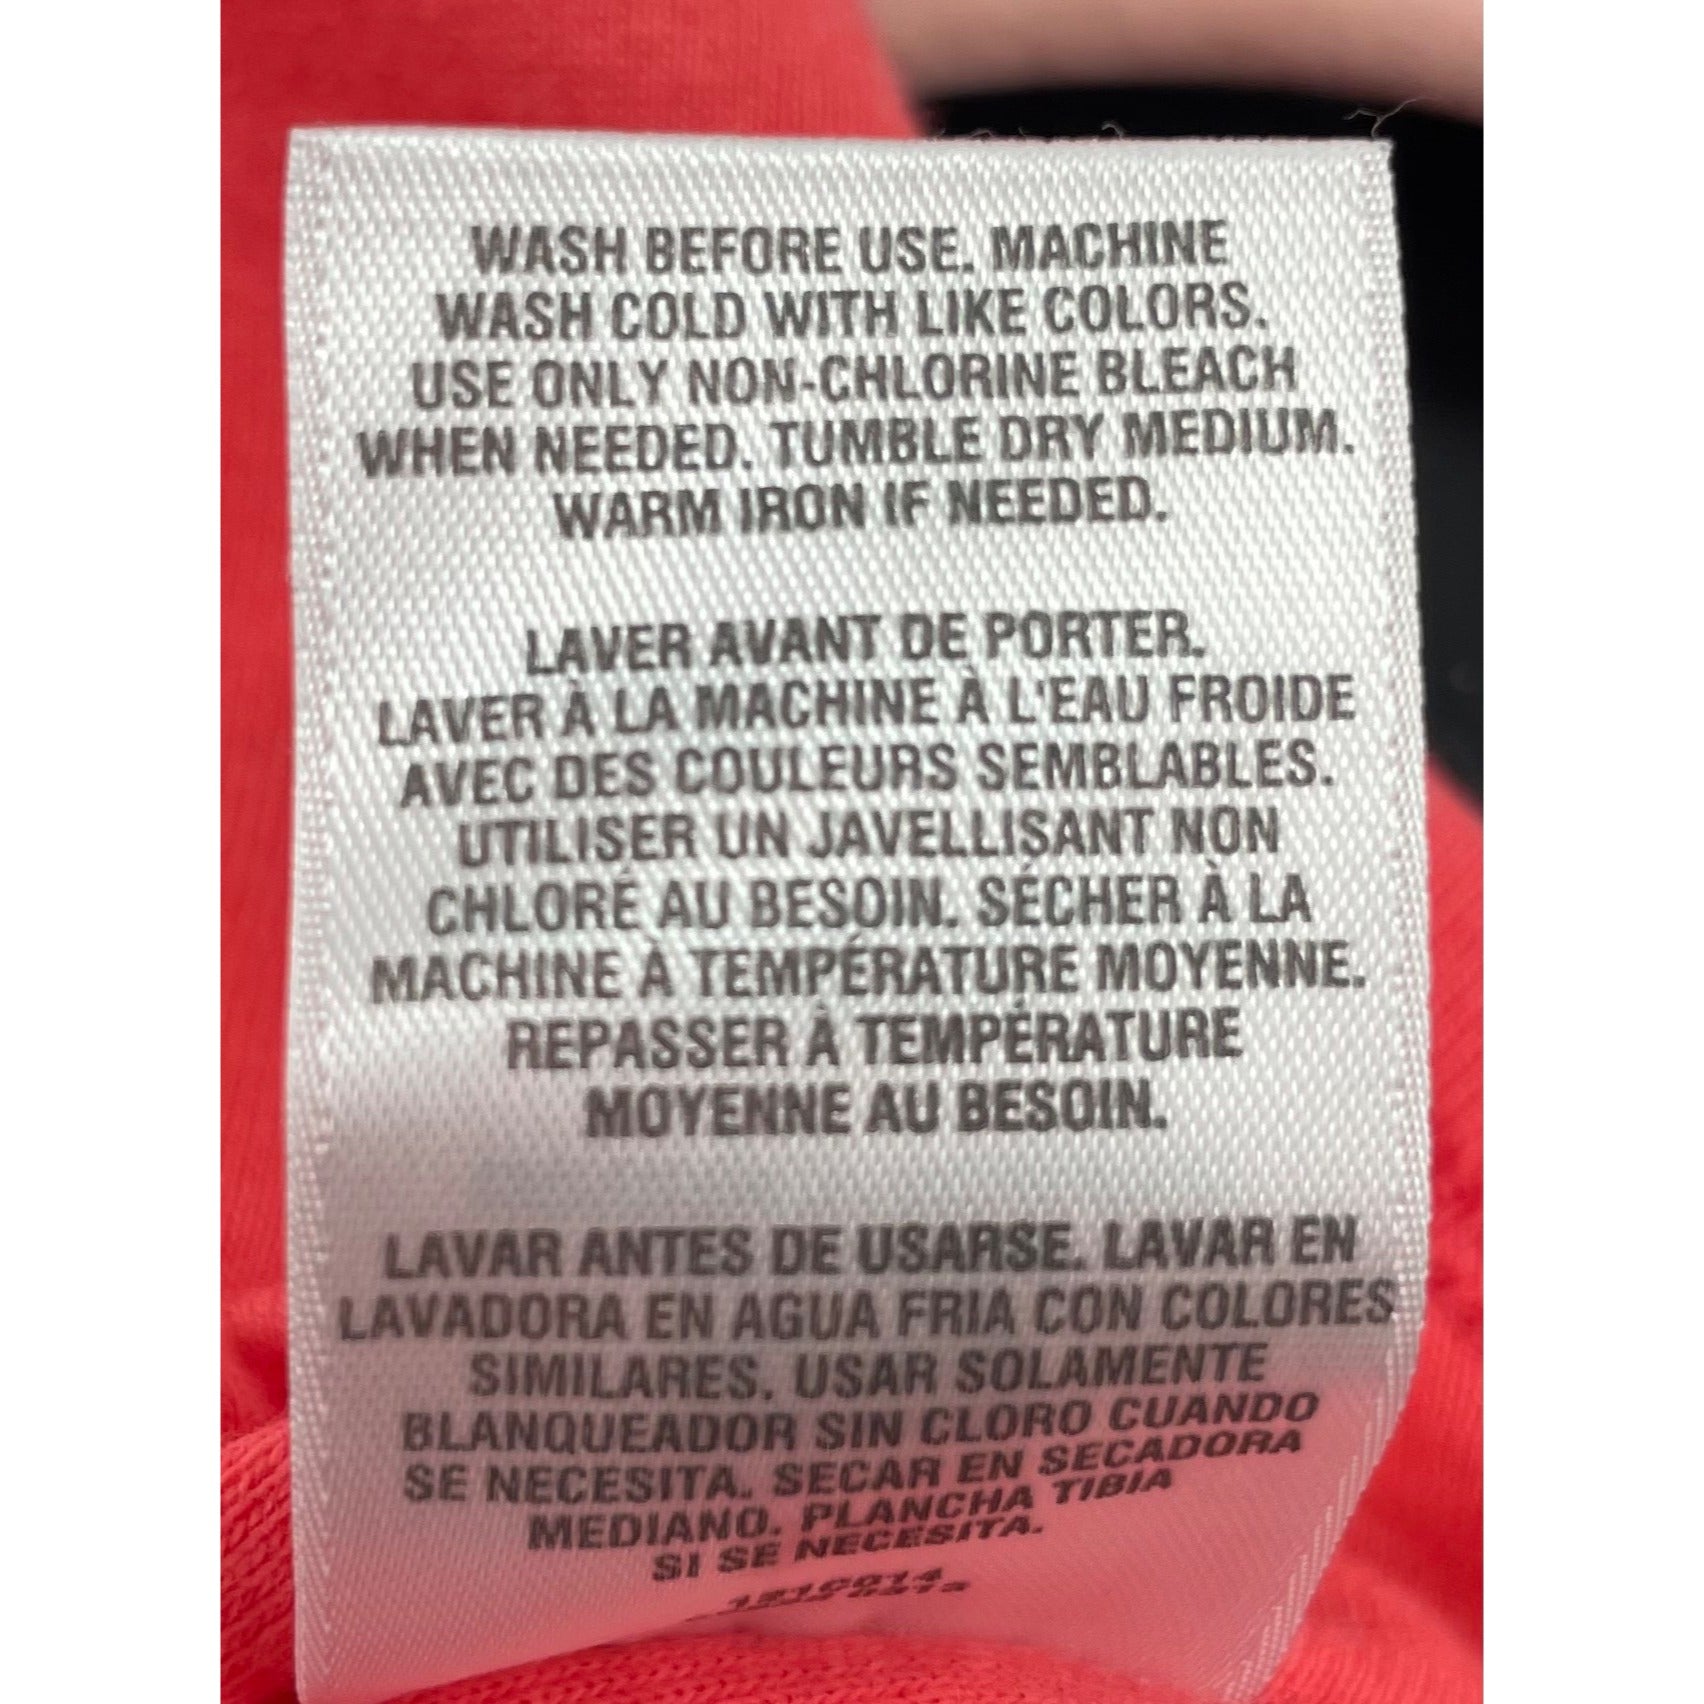 WASH BEFORE USE. MACHINE
WASH COLD WITH LIKE COLORS.
USE ONLY NON-CHLORINE BLEACH
WHEN NEEDED. TUMBLE DRY MEDIUM.
WARM IRON IF NEEDED.
LAVER AVANT DE PORTER.
LAVER À LA MACHINE À L'EAU FROIDE
AVEC DES COULEURS SEMBLABLES.
UTILISER UN JAVELLISANT NON
CHLORÉ AU BESOIN. SÉCHER À LA
MACHINE À TEMPÉRATURE MOYENNE.
REPASSER À TEMPÉRATURE
MOYENNE AU BESOIN.
LAVAR ANTES DE USARSE. LAVAR EN
LAVADORA EN AGUA FRIA CON COLORES
SIMILARES. USAR SOLAMENTE
BLANQUEADOR SIN CLORO CUANDO
SE NECESITA. SECAR EN SECADORA
MEDIANO. PLANCHA TIBIA
SI SE NECESITA.